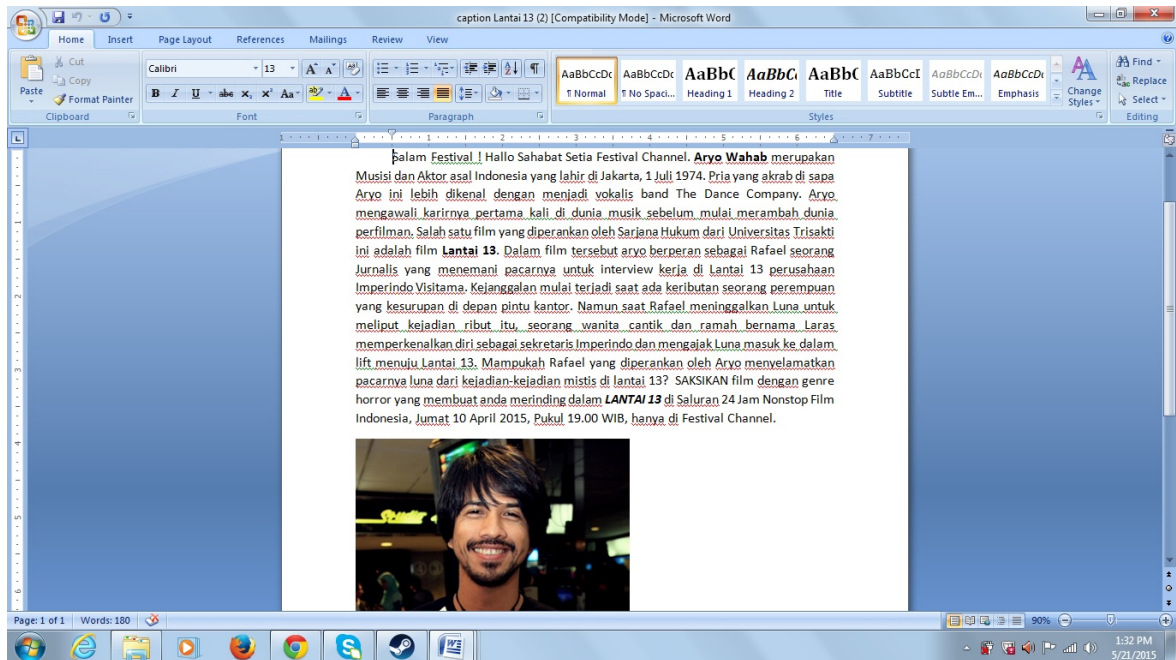 caption Lantai 13 (2) [Compatibility Mode] - Microsoft Word
Home Insert Page Layout References Mailings Review View
Cut
Copy
Format Painter
Paste
Clipboard
Calibri 13
B I U abc x, x² Aa
Font
Paragraph
AaBbCcDc AaBbCcDc AaBbC AaBbCc AaBbC AaBbCcI AaBbCcDc AaBbCcDc
¶ Normal ¶ No Spaci... Heading 1 Heading 2 Title Subtitle Subtle Em... Emphasis
Change Styles
Styles
Find
Replace
Select
Editing
Salam Festival ! Hallo Sahabat Setia Festival Channel. Aryo Wahab merupakan
Musisi dan Aktor asal Indonesia yang lahir di Jakarta, 1 Juli 1974. Pria yang akrab di sapa
Aryo ini lebih dikenal dengan menjadi vokalis band The Dance Company. Aryo
mengawali karirnya pertama kali di dunia musik sebelum mulai merambah dunia
perfilman. Salah satu film yang diperankan oleh Sarjana Hukum dari Universitas Trisakti
ini adalah film Lantai 13. Dalam film tersebut aryo berperan sebagai Rafael seorang
Jurnalis yang menemani pacarnya untuk interview kerja di Lantai 13 perusahaan
Imperindo Visitama. Kejanggalan mulai terjadi saat ada keributan seorang perempuan
yang kesurupan di depan pintu kantor. Namun saat Rafael meninggalkan Luna untuk
meliput kejadian ribut itu, seorang wanita cantik dan ramah bernama Laras
memperkenalkan diri sebagai sekretaris Imperindo dan mengajak Luna masuk ke dalam
lift menuju Lantai 13. Mampukah Rafael yang diperankan oleh Aryo menyelamatkan
pacarnya luna dari kejadian-kejadian mistis di lantai 13? SAKSIKAN film dengan genre
horror yang membuat anda merinding dalam LANTAI 13 di Saluran 24 Jam Nonstop Film
Indonesia, Jumat 10 April 2015, Pukul 19.00 WIB, hanya di Festival Channel.
Studio
Page: 1 of 1 Words: 180
90%
1:32 PM
5/21/2015